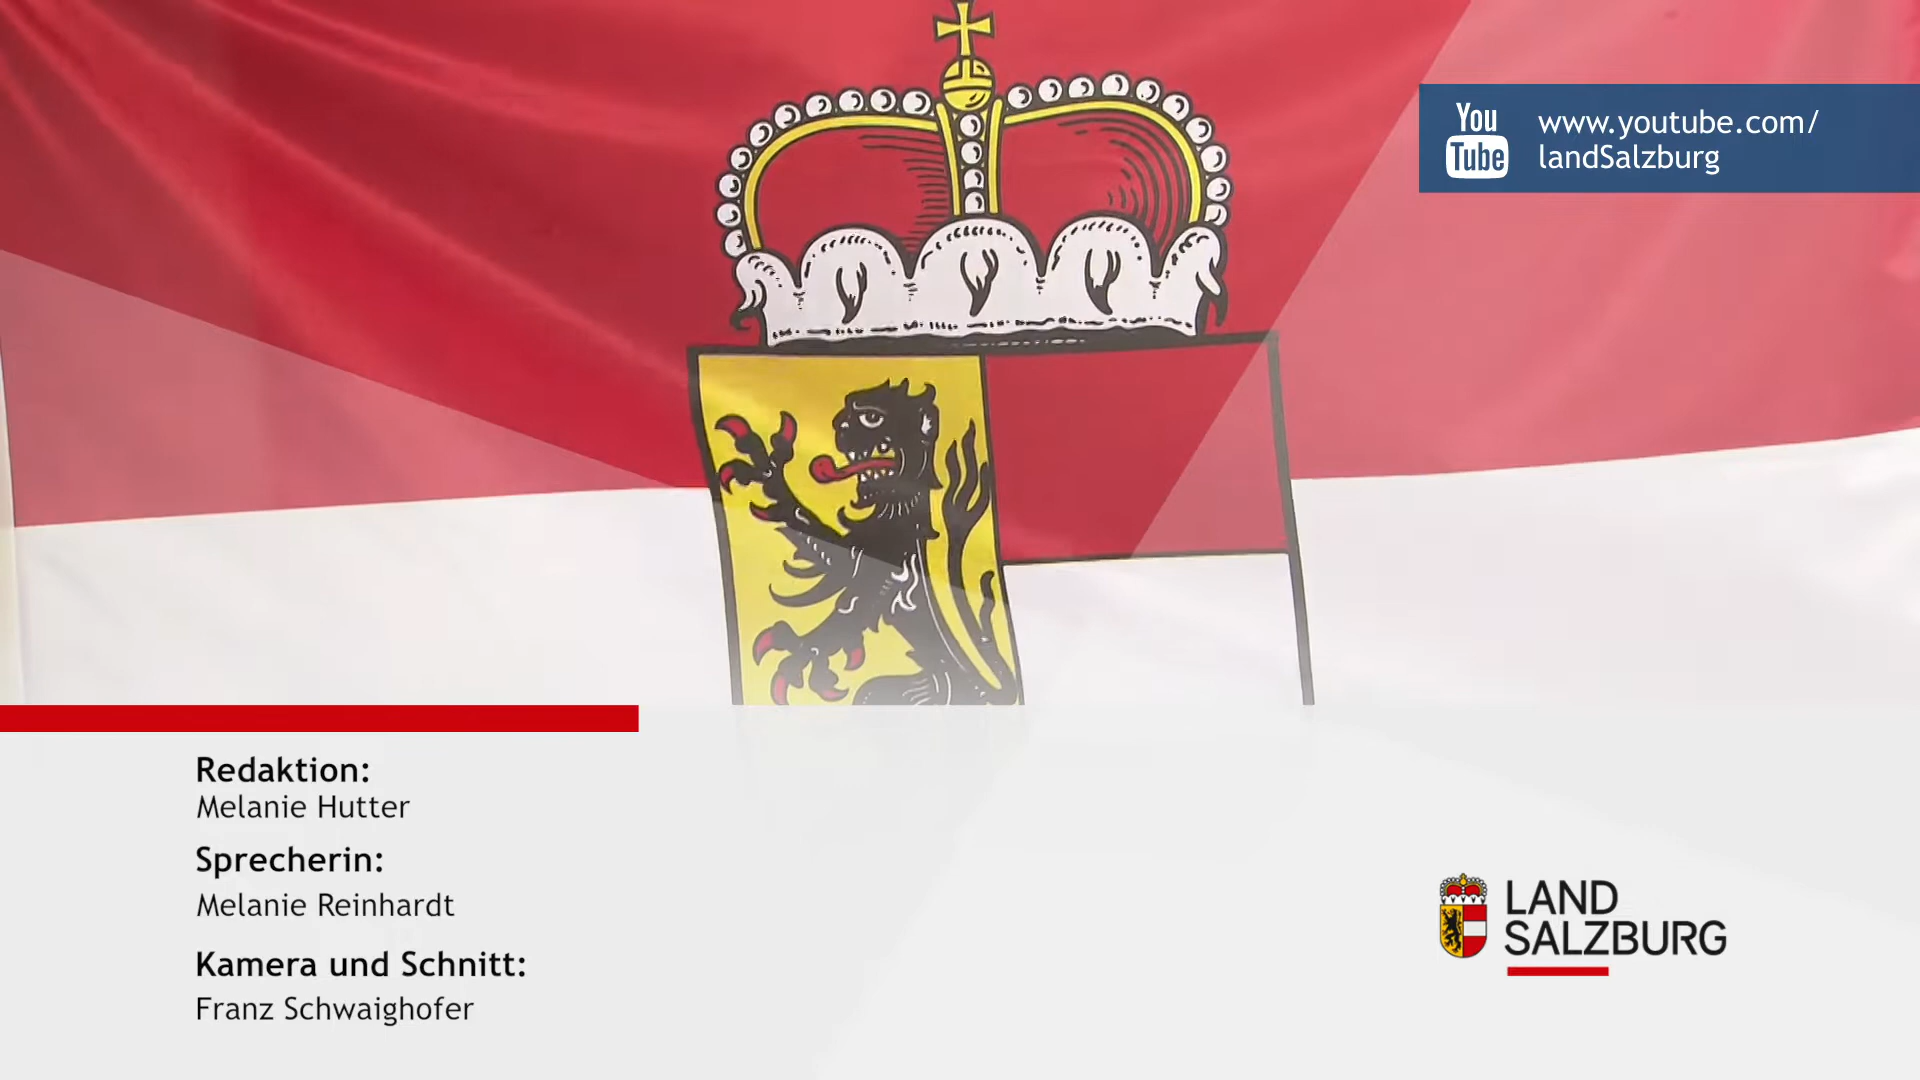 You
Tube
www.youtube.com/
landSalzburg
Redaktion:
Melanie Hutter
Sprecherin:
Melanie Reinhardt
Kamera und Schnitt:
Franz Schwaighofer
LAND
SALZBURG